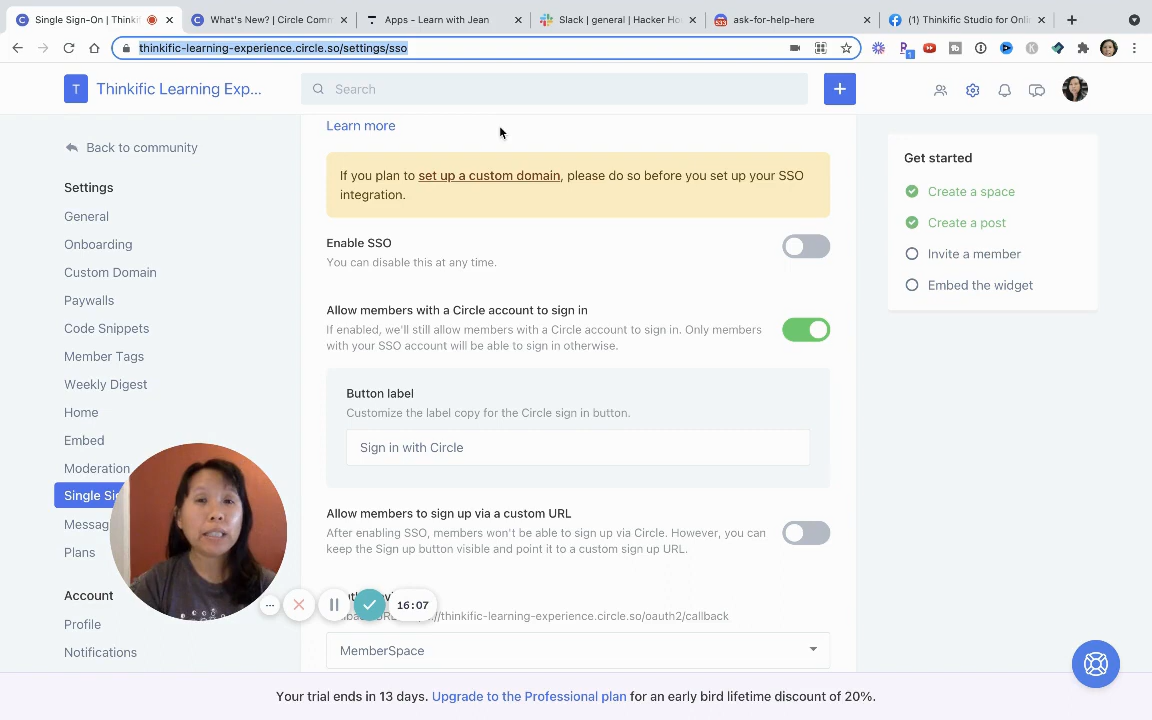 Single Sign-On | Thinki
What's New? | Circle Com
Apps - Learn with Jean
Slack | general | Hacker Ho
533
ask-for-help-here
(1) Thinkific Studio for Onli
thinkific-learning-experience.circle.so/settings/sso
T
Thinkific Learning Exp...
Search
Learn more
Back to community
Settings
General
Onboarding
Custom Domain
Paywalls
Code Snippets
Member Tags
Weekly Digest
Home
Embed
Moderation
Single Si
Messag
Plans
Account
Profile
Notifications
If you plan to set up a custom domain, please do so before you set up your SSO
integration.
Enable SSO
You can disable this at any time.
Allow members with a Circle account to sign in
If enabled, we'll still allow members with a Circle account to sign in. Only members
with your SSO account will be able to sign in otherwise.
Button label
Customize the label copy for the Circle sign in button.
Sign in with Circle
Allow members to sign up via a custom URL
After enabling SSO, members won't be able to sign up via Circle. However, you can
keep the Sign up button visible and point it to a custom sign up URL.
//thinkific-learning-experience.circle.so/oauth2/callback
MemberSpace
16:07
Get started
Create a space
Create a post
Invite a member
Embed the widget
Your trial ends in 13 days. Upgrade to the Professional plan for an early bird lifetime discount of 20%.